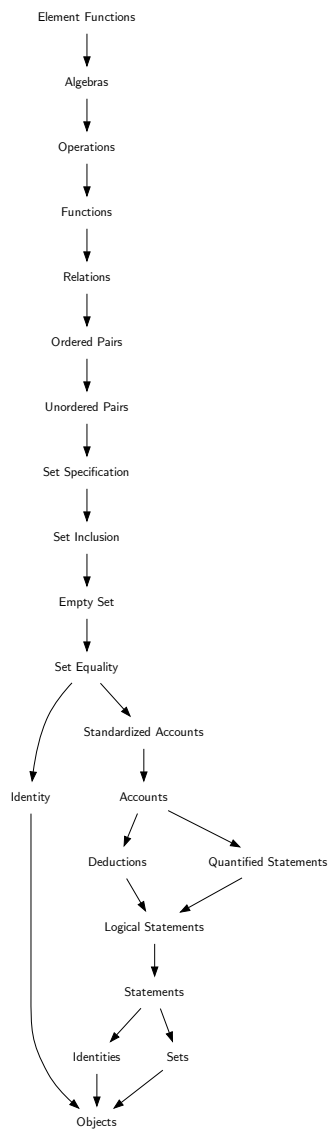 Element Functions
Algebras
Operations
Functions
Relations
Ordered Pairs
Unordered Pairs
Set Specification
Set Inclusion
Empty Set
Set Equality
Standardized Accounts
Identity
Accounts
Deductions
Quantified Statements
Logical Statements
Statements
Identities
Sets
Objects